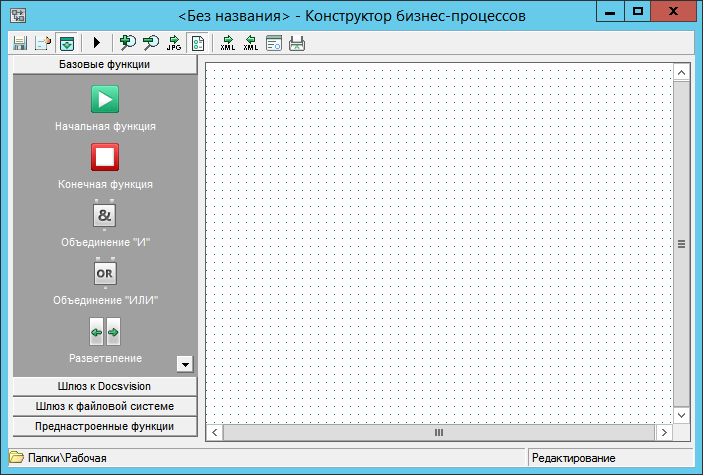 <Без названия> - Конструктор бизнес-процессов
JPG XML XML
Базовые функции
Начальная функция
Конечная функция
&
Объединение "И"
OR
Объединение "ИЛИ"
Разветвление
Шлюз к Docsvision
Шлюз к файловой системе
Преднастроенные функции
Папки\Рабочая
Редактирование